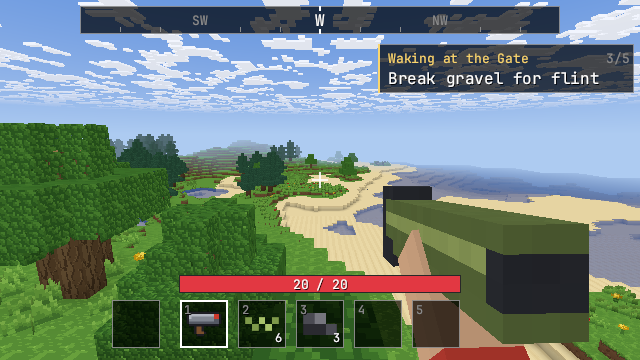 SW W NW
Waking at the Gate 3/5
Break gravel for flint
20 / 20
1 2 3 4 5
6 3